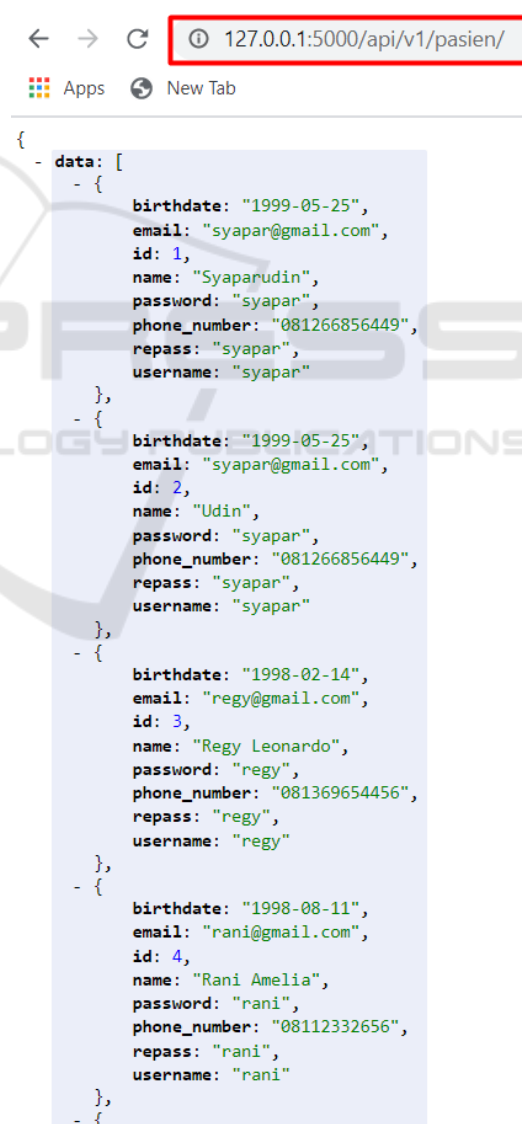 127.0.0.1:5000/api/v1/pasien/
Apps New Tab
{
- data: [
- {
birthdate: "1999-05-25",
email: "syapar@gmail.com",
id: 1,
name: "Syaparudin",
password: "syapar",
phone_number: "081266856449",
repass: "syapar",
username: "syapar"
},
- {
birthdate: "1999-05-25",
email: "syapar@gmail.com",
id: 2,
name: "Udin",
password: "syapar",
phone_number: "081266856449",
repass: "syapar",
username: "syapar"
},
- {
birthdate: "1998-02-14",
email: "regy@gmail.com",
id: 3,
name: "Regy Leonardo",
password: "regy",
phone_number: "081369654456",
repass: "regy",
username: "regy"
},
- {
birthdate: "1998-08-11",
email: "rani@gmail.com",
id: 4,
name: "Rani Amelia",
password: "rani",
phone_number: "08112332656",
repass: "rani",
username: "rani"
},
- {